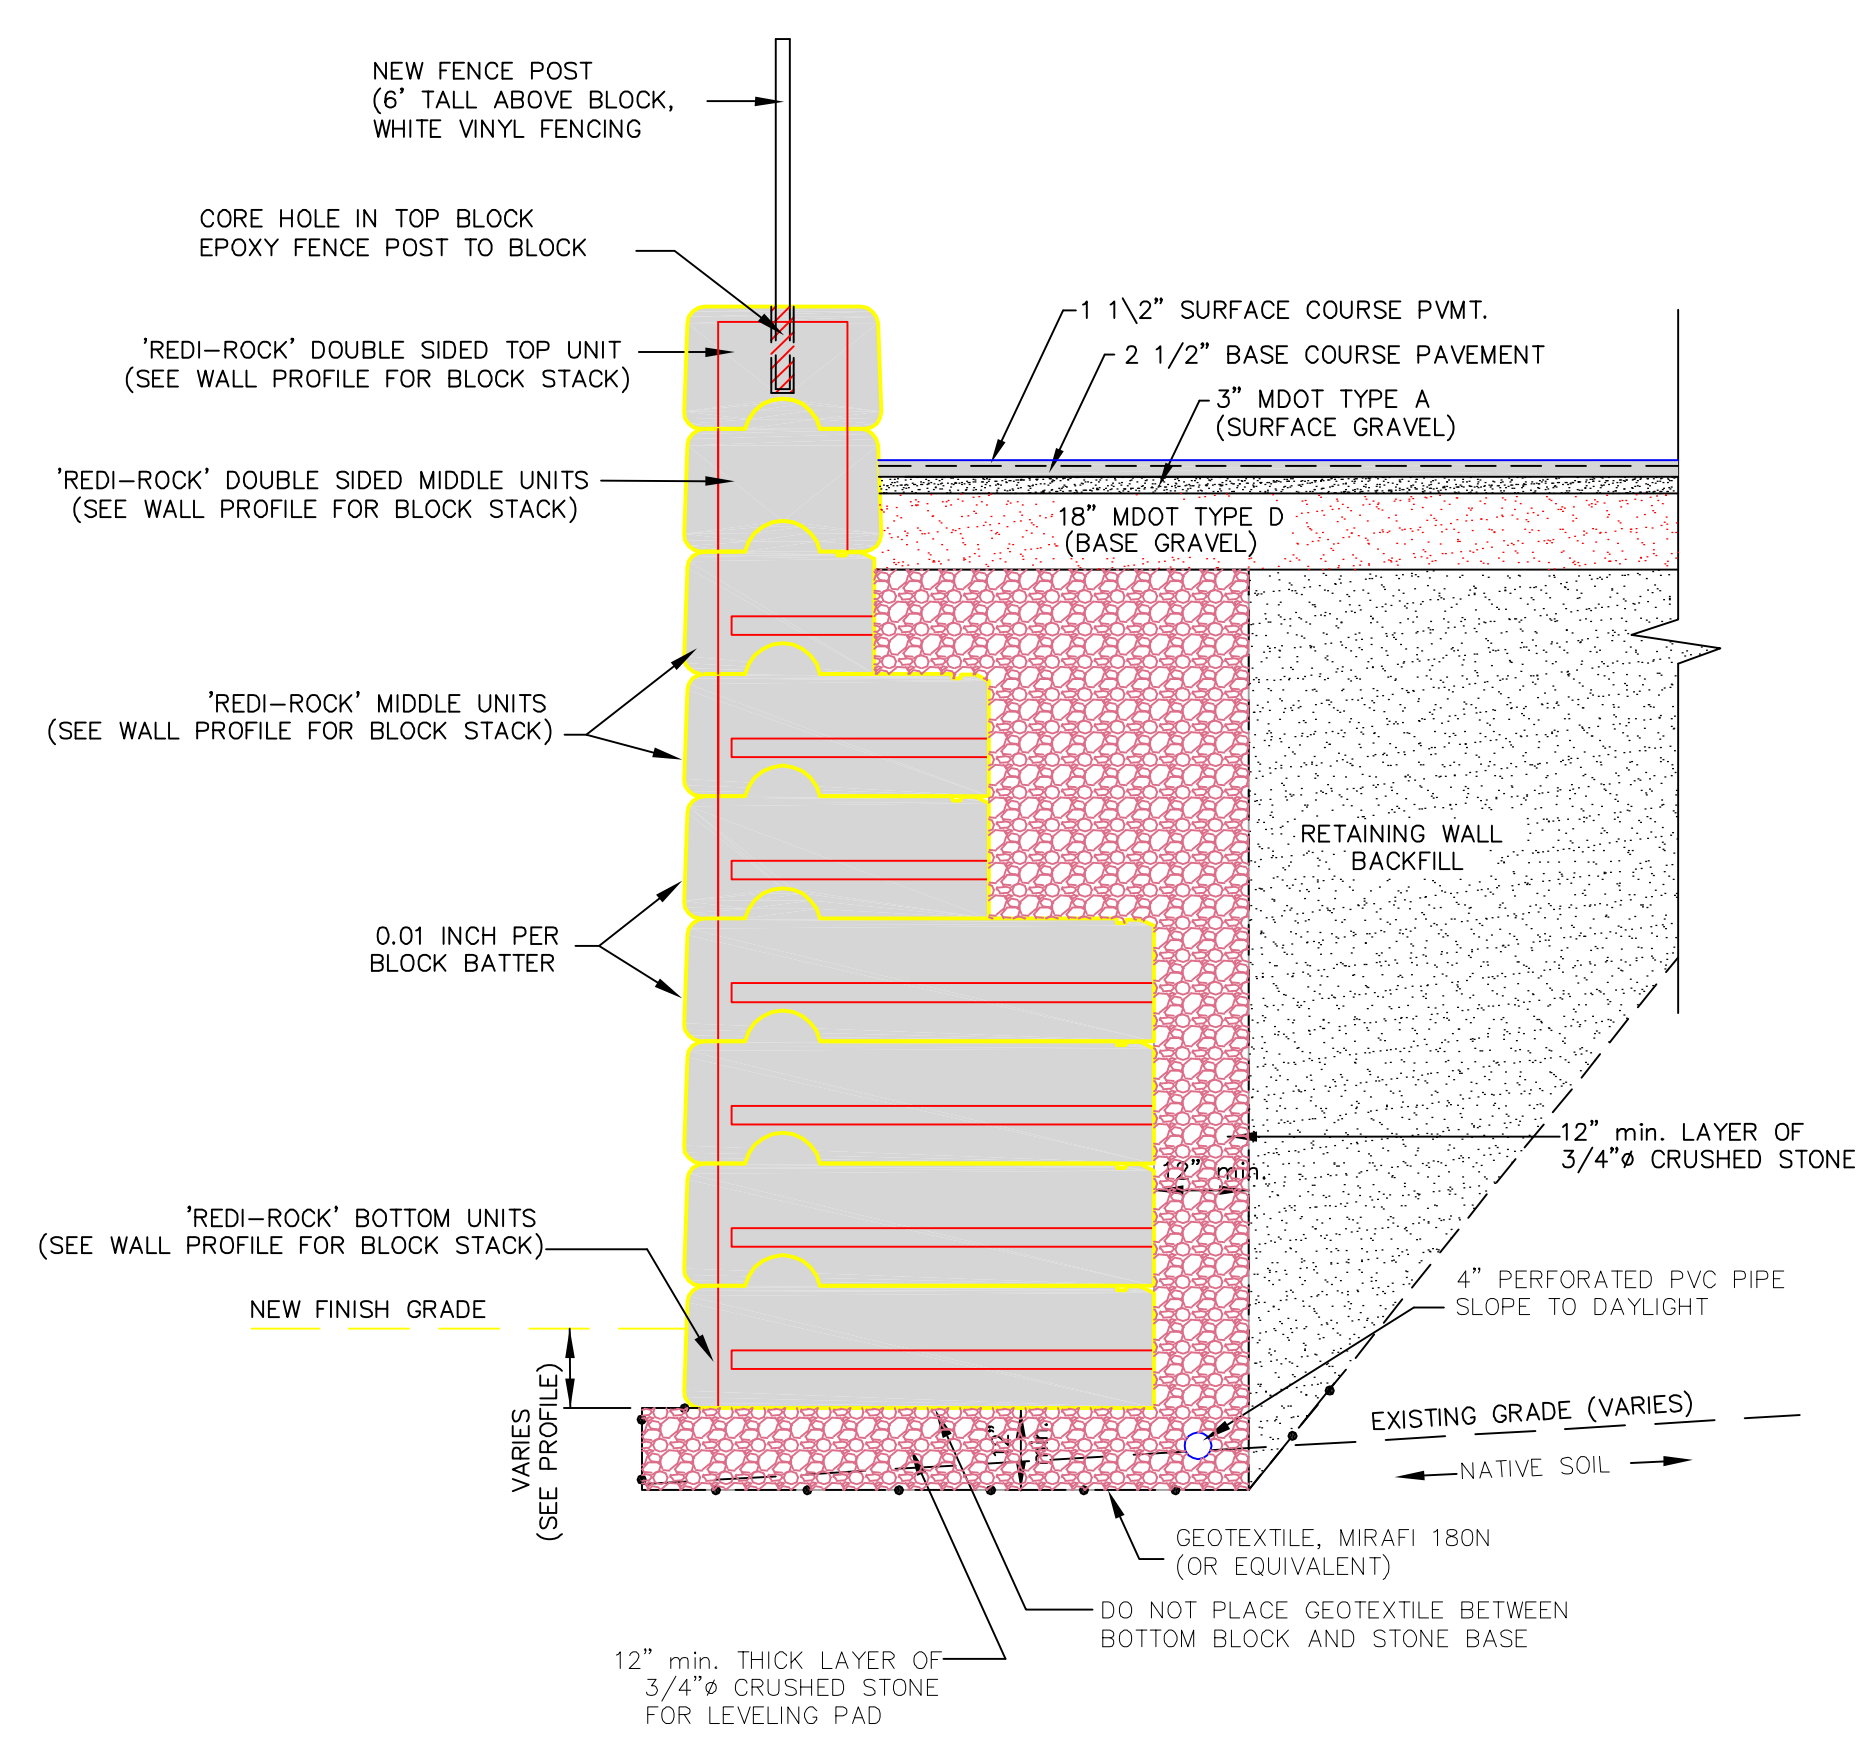 NEW FENCE POST
(6' TALL ABOVE BLOCK,
WHITE VINYL FENCING
CORE HOLE IN TOP BLOCK
EPOXY FENCE POST TO BLOCK
'REDI-ROCK' DOUBLE SIDED TOP UNIT
(SEE WALL PROFILE FOR BLOCK STACK)
'REDI-ROCK' DOUBLE SIDED MIDDLE UNITS
(SEE WALL PROFILE FOR BLOCK STACK)
'REDI-ROCK' MIDDLE UNITS
(SEE WALL PROFILE FOR BLOCK STACK)
0.01 INCH PER
BLOCK BATTER
'REDI-ROCK' BOTTOM UNITS
(SEE WALL PROFILE FOR BLOCK STACK)
NEW FINISH GRADE
VARIES
(SEE PROFILE)
1 1\2" SURFACE COURSE PVMT.
2 1/2" BASE COURSE PAVEMENT
3" MDOT TYPE A
(SURFACE GRAVEL)
18" MDOT TYPE D
(BASE GRAVEL)
RETAINING WALL
BACKFILL
12" min. LAYER OF
3/4"ø CRUSHED STONE
12" min.
4" PERFORATED PVC PIPE
SLOPE TO DAYLIGHT
EXISTING GRADE (VARIES)
NATIVE SOIL
12"
min.
GEOTEXTILE, MIRAFI 180N
(OR EQUIVALENT)
DO NOT PLACE GEOTEXTILE BETWEEN
BOTTOM BLOCK AND STONE BASE
12" min. THICK LAYER OF
3/4"ø CRUSHED STONE
FOR LEVELING PAD